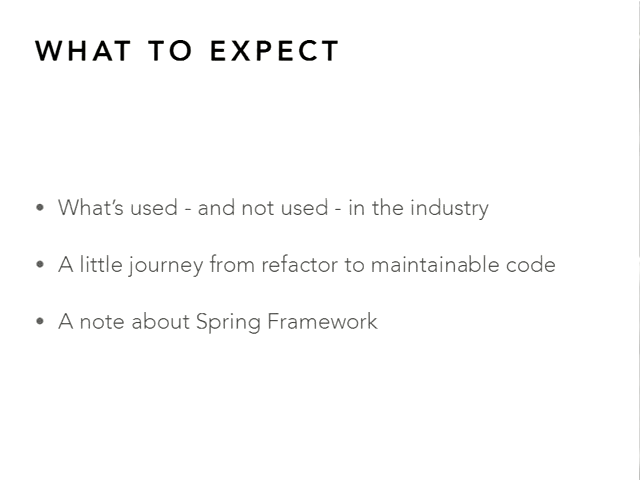 WHAT TO EXPECT
• What's used - and not used - in the industry
• A little journey from refactor to maintainable code
• A note about Spring Framework